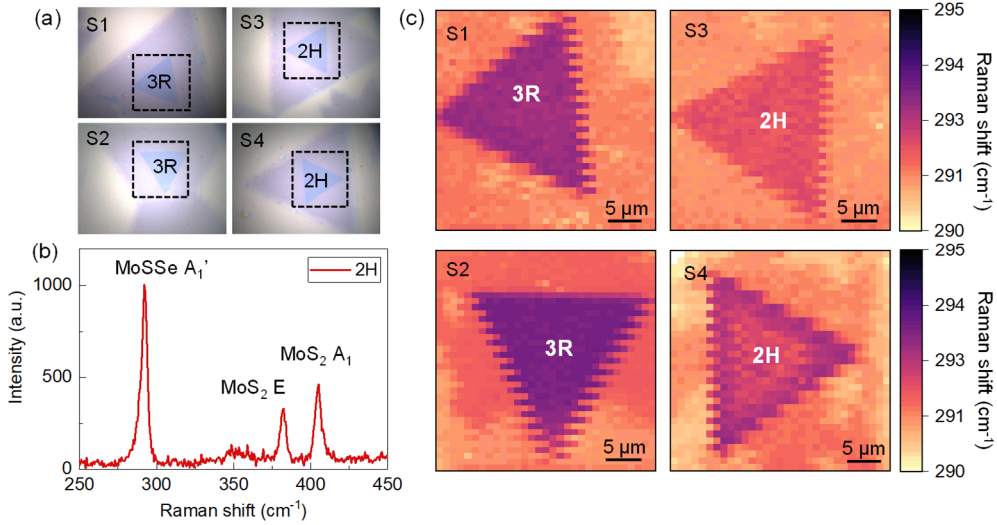 (a)
S1
3R
S3
2H
S2
3R
S4
2H
(b)
MoSSe A₁’
2H
MoS₂ A₁
MoS₂ E
1000
500
0
Intensity (a.u.)
250 300 350 400 450
Raman shift (cm⁻¹)
(c)
S1
3R
5 µm
S3
2H
5 µm
295
294
293
291
290
Raman shift (cm⁻¹)
S2
3R
5 µm
S4
2H
5 µm
295
294
293
291
290
Raman shift (cm⁻¹)